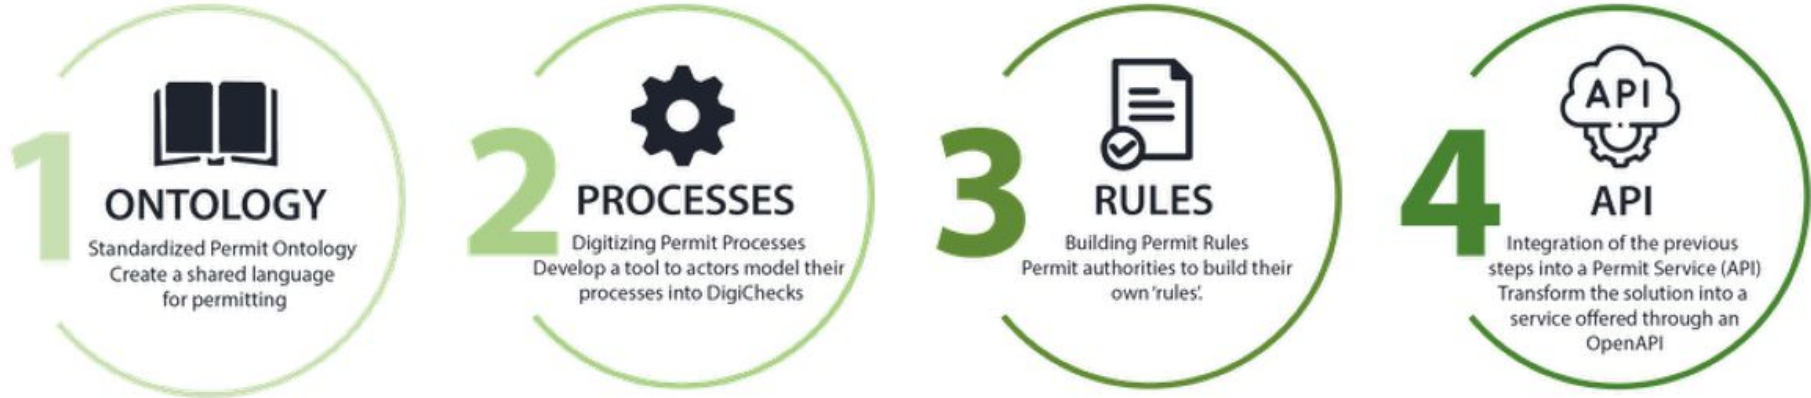 1
ONTOLOGY
Standardized Permit Ontology
Create a shared language
for permitting
2
PROCESSES
Digitizing Permit Processes
Develop a tool to actors model their
processes into DigiChecks
3
RULES
Building Permit Rules
Permit authorities to build their
own ‘rules’.
4
API
API
Integration of the previous
steps into a Permit Service (API)
Transform the solution into a
service offered through an
OpenAPI